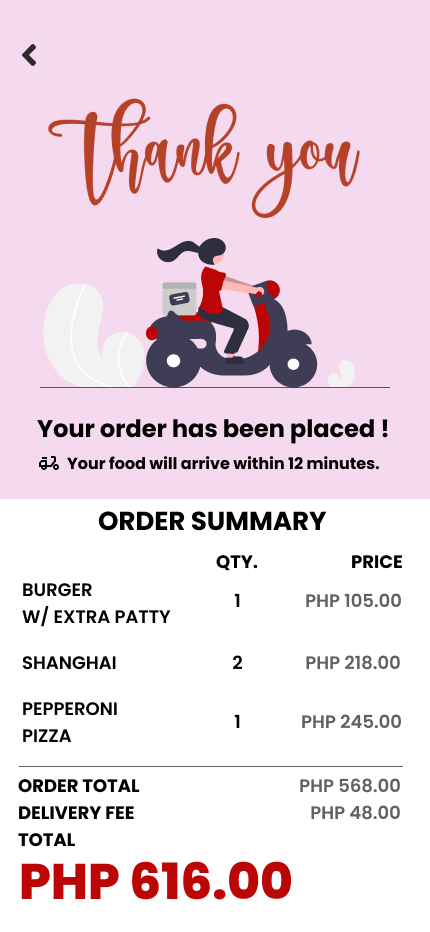 Thank you
Your order has been placed !
Your food will arrive within 12 minutes.
ORDER SUMMARY
QTY. PRICE
BURGER
W/ EXTRA PATTY 1 PHP 105.00
SHANGHAI 2 PHP 218.00
PEPPERONI
PIZZA 1 PHP 245.00
ORDER TOTAL PHP 568.00
DELIVERY FEE PHP 48.00
TOTAL
PHP 616.00